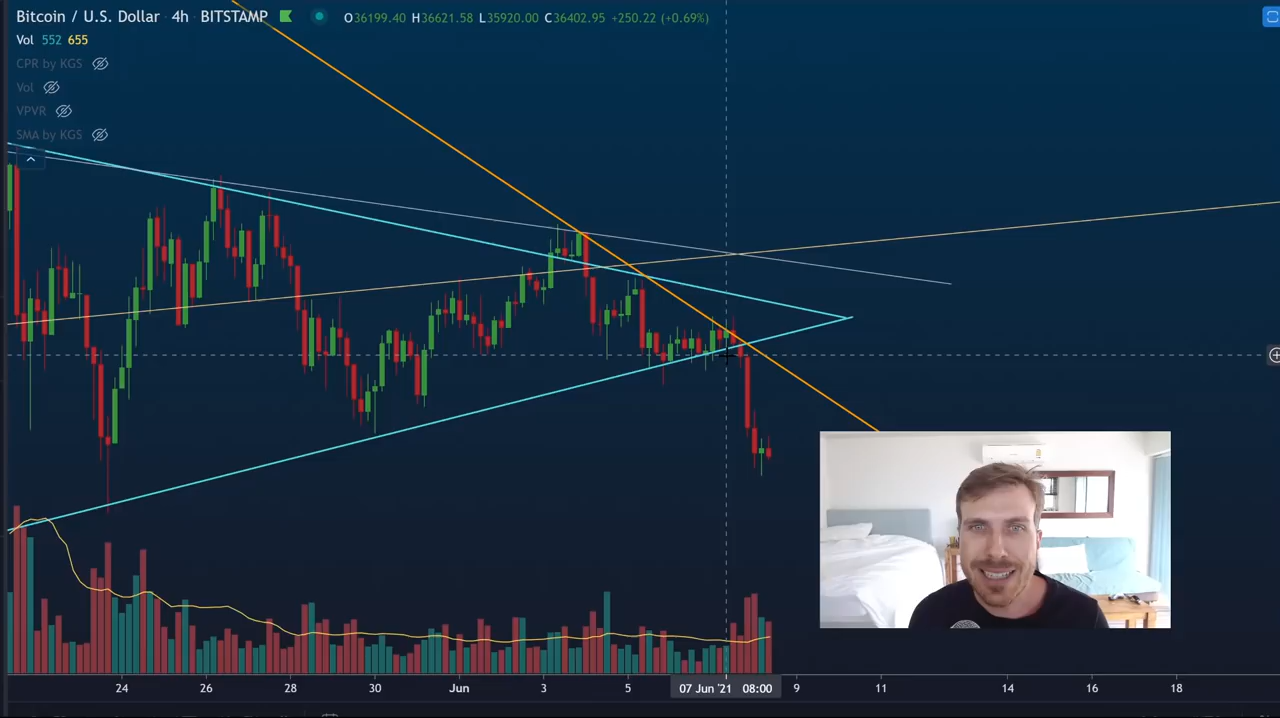 Bitcoin / U.S. Dollar · 4h · BITSTAMP O36199.40 H36621.58 L35920.00 C36402.95 +250.22 (+0.69%)
Vol 552 655
CPR by KGS
Vol
VPVR
SMA by KGS
24 26 28 30 Jun 3 5 07 Jun '21 08:00 9 11 14 16 18